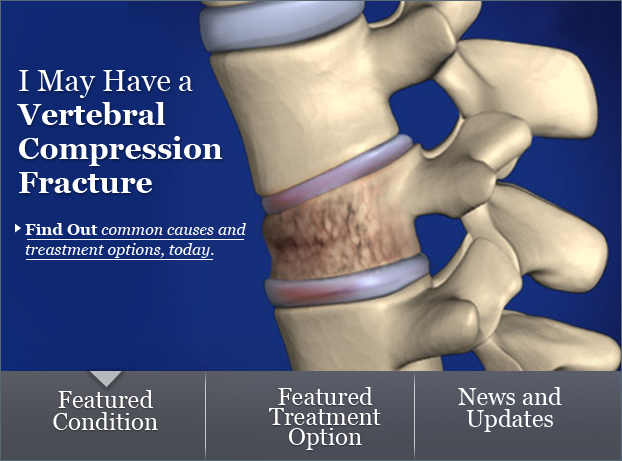 I May Have a
Vertebral
Compression
Fracture
Find Out common causes and
treastment options, today.
Featured
Condition
Featured
Treatment
Option
News and
Updates